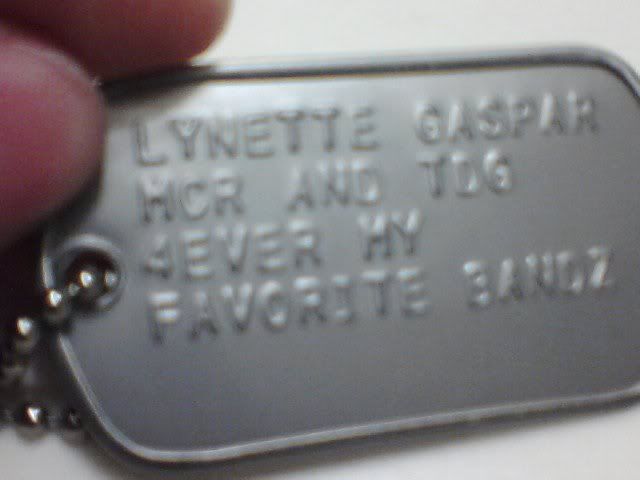 LYNETTE GASPAR
MCR AND TDG
4EVER MY
FAVORITE BANDZ